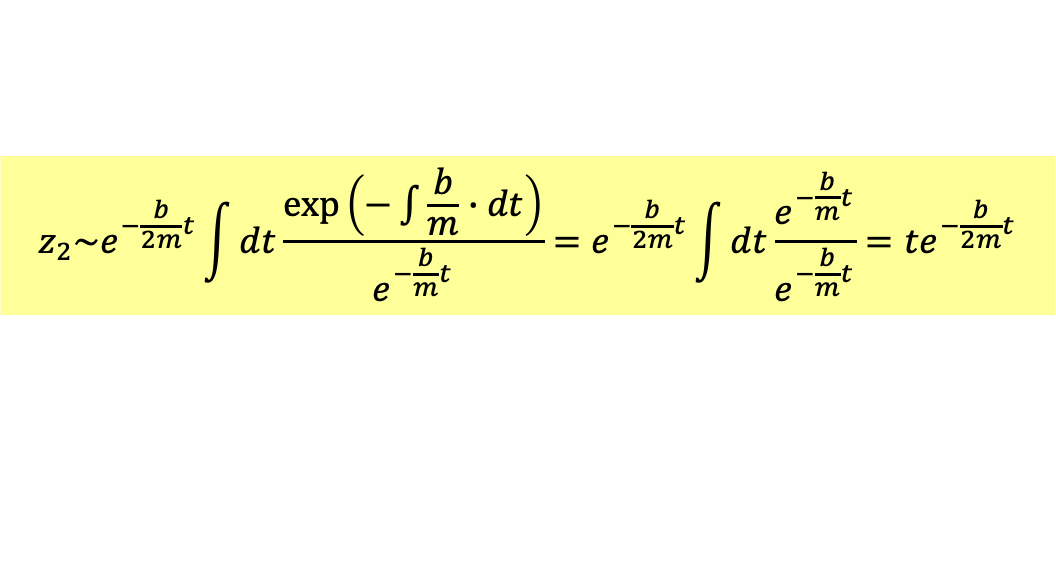 z₂~e^{-\frac{b}{2m}t} ∫ dt \frac{exp(-∫\frac{b}{m}·dt)}{e^{-\frac{b}{m}t}} = e^{-\frac{b}{2m}t} ∫ dt \frac{e^{-\frac{b}{m}t}}{e^{-\frac{b}{m}t}} = te^{-\frac{b}{2m}t}